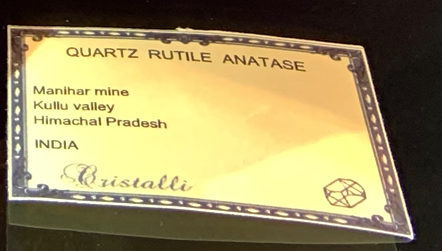 QUARTZ RUTILE ANATASE
Manihar mine
Kullu valley
Himachal Pradesh
INDIA
Cristalli